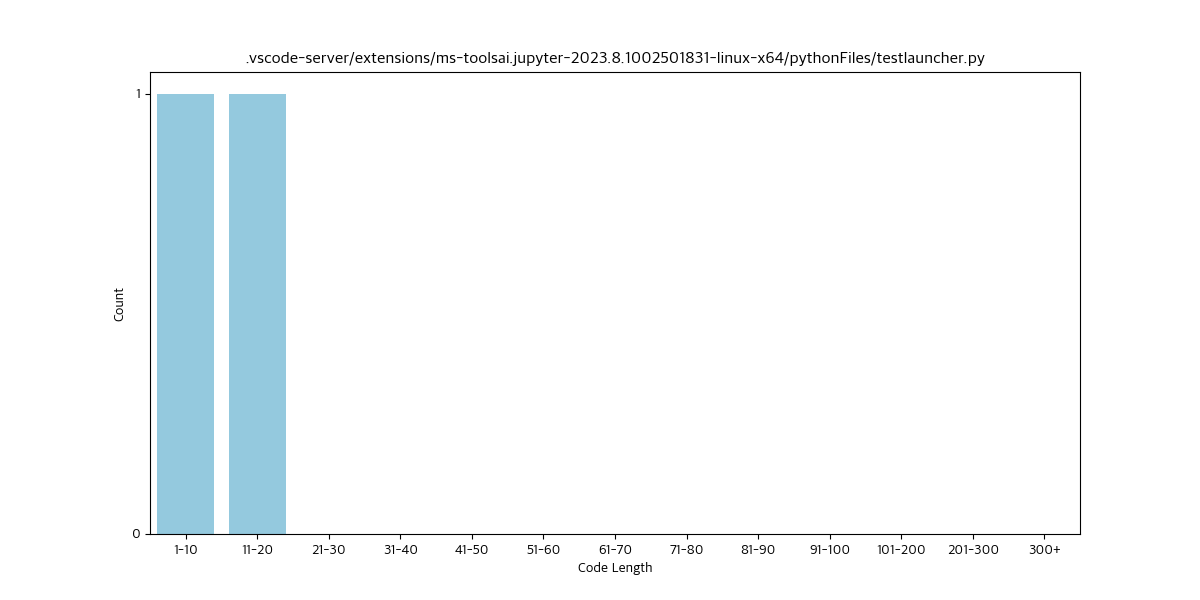 .vscode-server/extensions/ms-toolsai.jupyter-2023.8.1002501831-linux-x64/pythonFiles/testlauncher.py
1
Count
0
1-10 11-20 21-30 31-40 41-50 51-60 61-70 71-80 81-90 91-100 101-200 201-300 300+
Code Length